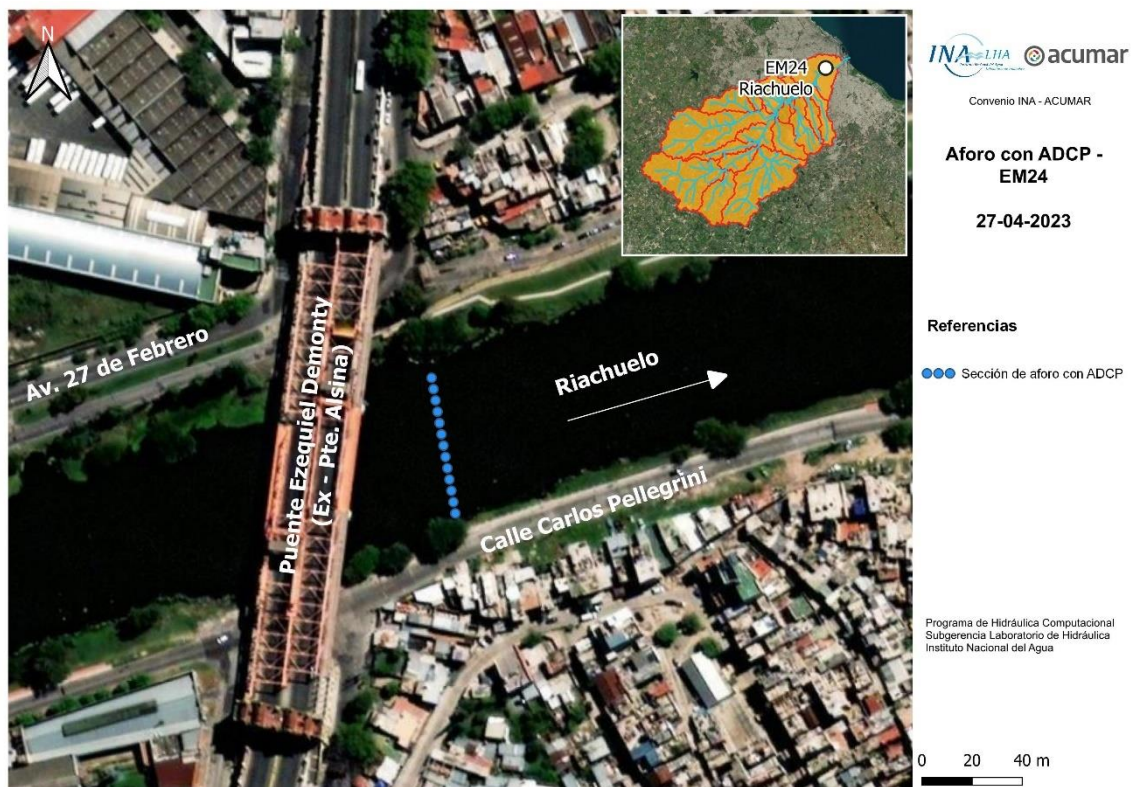 N
EM24
Riachuelo
INA LHA acumar
Convenio INA - ACUMAR
Aforo con ADCP -
EM24
27-04-2023
Av. 27 de Febrero
Puente Ezequiel Demonty
(Ex - Pte. Alsina)
Riachuelo
Calle Carlos Pellegrini
Referencias
Sección de aforo con ADCP
Programa de Hidráulica Computacional
Subgerencia Laboratorio de Hidráulica
Instituto Nacional del Agua
0 20 40 m